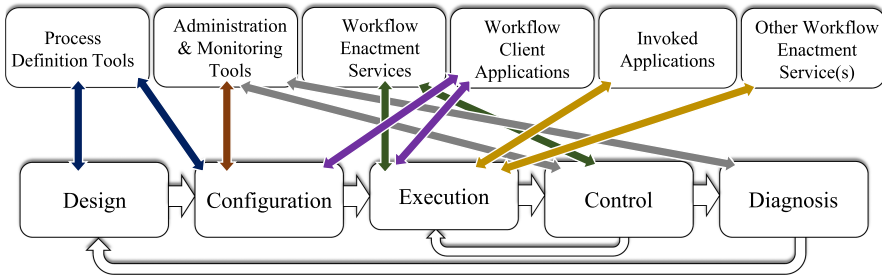 Process
Definition Tools
Administration
& Monitoring
Tools
Workflow
Enactment
Services
Workflow
Client
Applications
Invoked
Applications
Other Workflow
Enactment
Service(s)
Design
Configuration
Execution
Control
Diagnosis